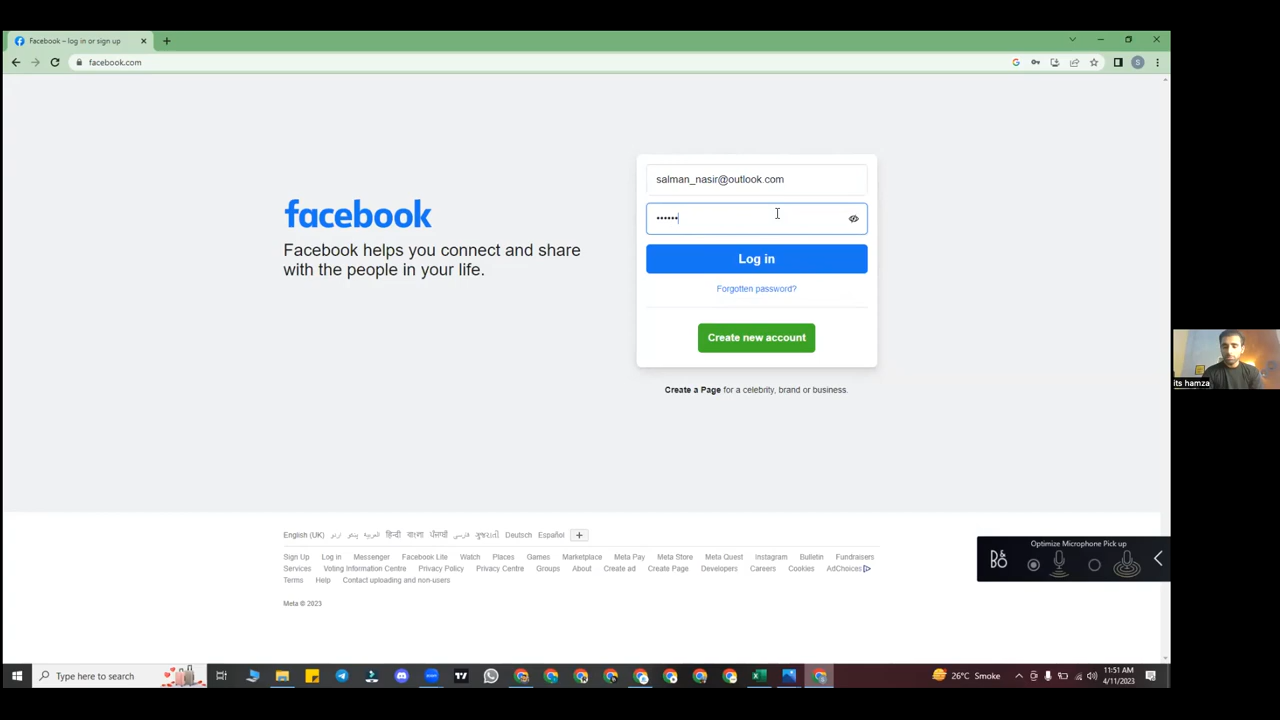 Facebook – log in or sign up
facebook.com
S
salman_nasir@outlook.com
facebook
Facebook helps you connect and share
with the people in your life.
Log in
Forgotten password?
Create new account
its hamza
Create a Page for a celebrity, brand or business.
English (UK) اردو پښتو العربية हिन्दी বাংলা ਪੰਜਾਬੀ فارسی ગુજરાતી Deutsch Español
Optimize Microphone Pick up
B&O
Sign Up Log in Messenger Facebook Lite Watch Places Games Marketplace Meta Pay Meta Store Meta Quest Instagram Bulletin Fundraisers
Services Voting Information Centre Privacy Policy Privacy Centre Groups About Create ad Create Page Developers Careers Cookies AdChoices
Terms Help Contact uploading and non-users
Meta © 2023
Type here to search
26°C Smoke
11:51 AM
4/11/2023